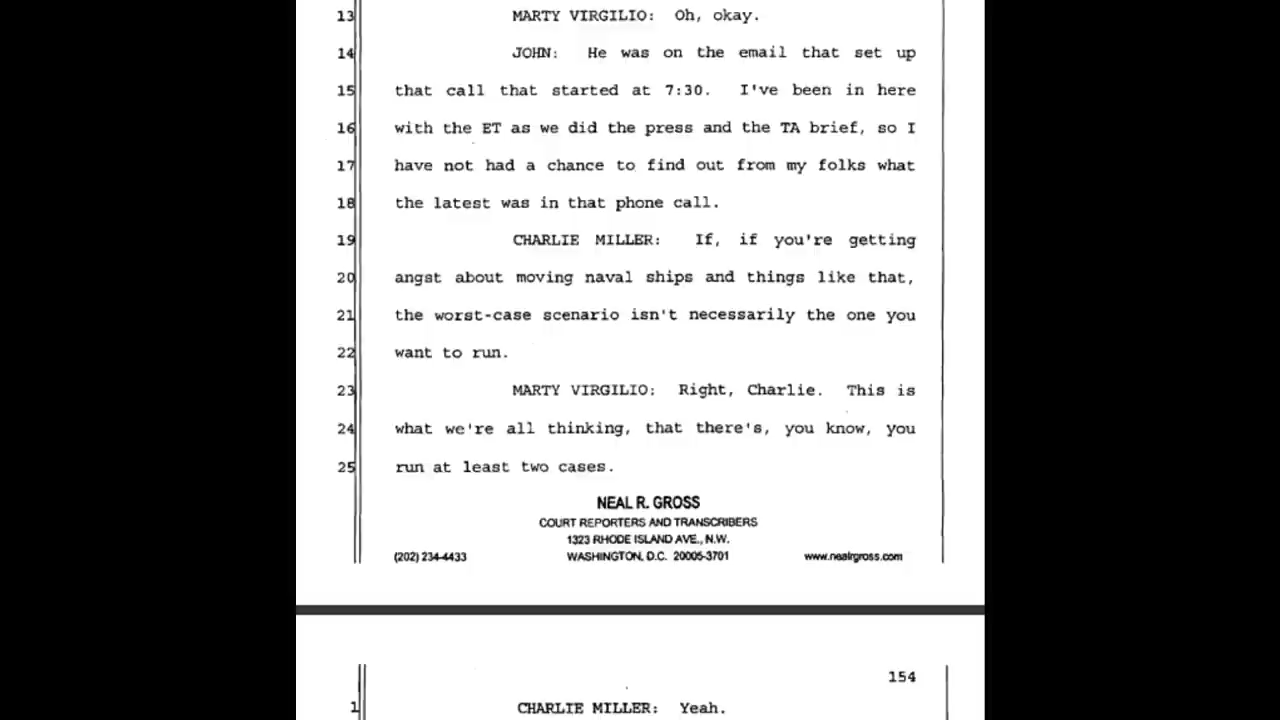 13 MARTY VIRGILIO: Oh, okay.
14 JOHN: He was on the email that set up
15 that call that started at 7:30. I've been in here
16 with the ET as we did the press and the TA brief, so I
17 have not had a chance to find out from my folks what
18 the latest was in that phone call.
19 CHARLIE MILLER: If, if you're getting
20 angst about moving naval ships and things like that,
21 the worst-case scenario isn't necessarily the one you
22 want to run.
23 MARTY VIRGILIO: Right, Charlie. This is
24 what we're all thinking, that there's, you know, you
25 run at least two cases.
NEAL R. GROSS
COURT REPORTERS AND TRANSCRIBERS
1323 RHODE ISLAND AVE., N.W.
(202) 234-4433 WASHINGTON, D.C. 20005-3701 www.nealrgross.com
154
1 CHARLIE MILLER: Yeah.